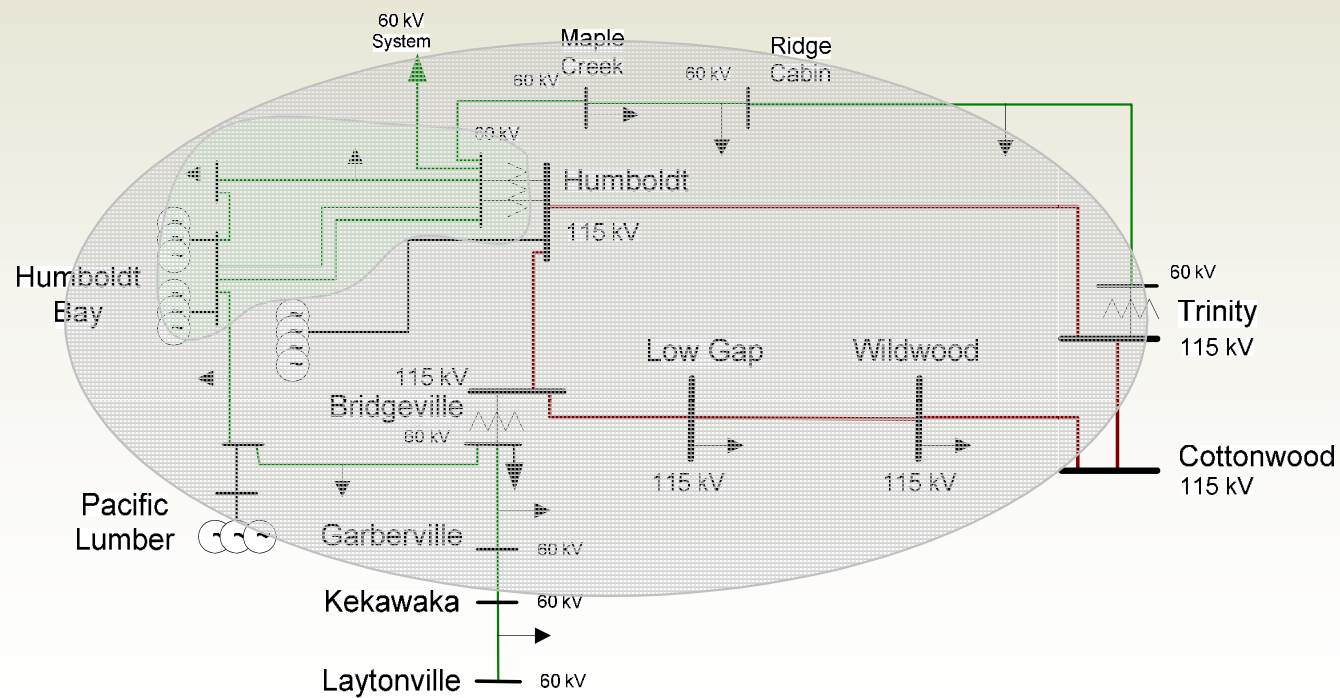 60 kV
System
Maple
Creek
Ridge
Cabin
60 kV
60 kV
60 kV
Humboldt
115 kV
Humboldt
Bay
60 kV
Trinity
115 kV
Low Gap
Wildwood
115 kV
Bridgeville
60 kV
115 kV
115 kV
Cottonwood
115 kV
Pacific
Lumber
~ ~ ~
Garberville
60 kV
Kekawaka
60 kV
Laytonville
60 kV